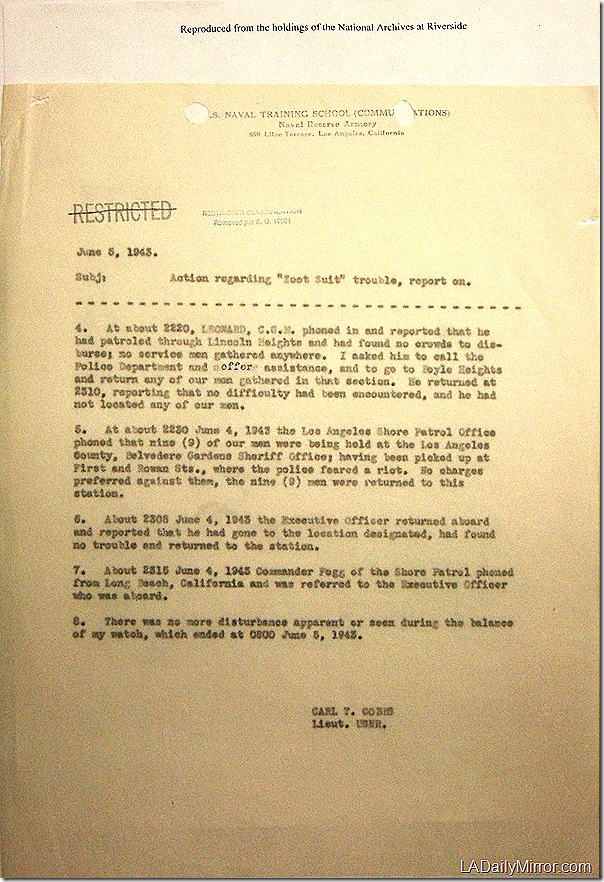 Reproduced from the holdings of the National Archives at Riverside
.S. NAVAL TRAINING SCHOOL (COMMU ATIONS)
Naval Reserve Armory
850 Lilac Terrace, Los Angeles, California
RESTRICTED
RESTRICTED CLASSIFICATION
Removed per E. O. 10501
June 5, 1943.
Subj: Action regarding "Zoot Suit" trouble, report on.
4. At about 2220, LEONARD, C.G.M. phoned in and reported that he
had patroled through Lincoln Heights and had found no crowds to dis-
burse; no service men gathered anywhere. I asked him to call the
Police Department and offer assistance, and to go to Boyle Heights
and return any of our men gathered in that section. He returned at
2310, reporting that no difficulty had been encountered, and he had
not located any of our men.
5. At about 2230 June 4, 1943 the Los Angeles Shore Patrol Office
phoned that nine (9) of our men were being held at the Los Angeles
County, Belvedere Gardens Sheriff Office; having been picked up at
First and Rowan Sts., where the police feared a riot. No charges
preferred against them, the nine (9) men were returned to this
station.
6. About 2308 June 4, 1943 the Executive Officer returned aboard
and reported that he had gone to the location designated, had found
no trouble and returned to the station.
7. About 2315 June 4, 1943 Commander Fogg of the Shore Patrol phoned
from Long Beach, California and was referred to the Executive Officer
who was aboard.
8. There was no more disturbance apparent or seen during the balance
of my watch, which ended at 0800 June 5, 1943.
CARL T.
Lieut. USNR.
LADailyMirror.com